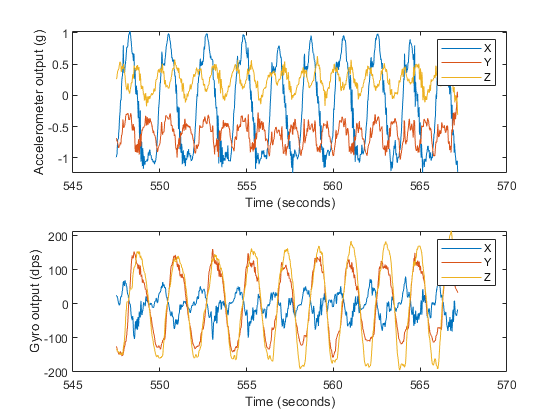 Accelerometer output (g)
1
0.5
0
-0.5
-1
X
Y
Z
545
550
555
560
565
570
Time (seconds)
Gyro output (dps)
200
100
0
-100
-200
X
Y
Z
545
550
555
560
565
570
Time (seconds)